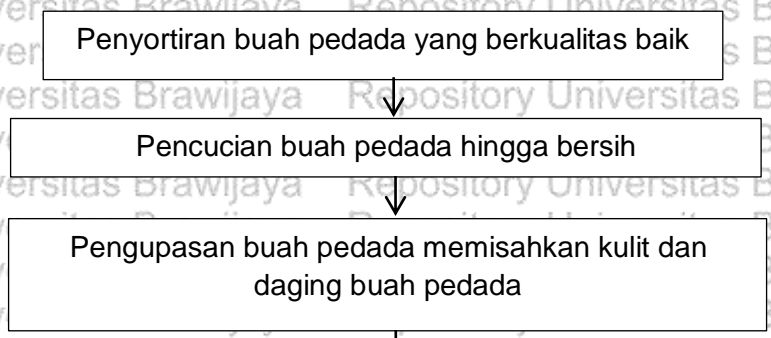 Penyortiran buah pedada yang berkualitas baik
Pencucian buah pedada hingga bersih
Pengupasan buah pedada memisahkan kulit dan
daging buah pedada